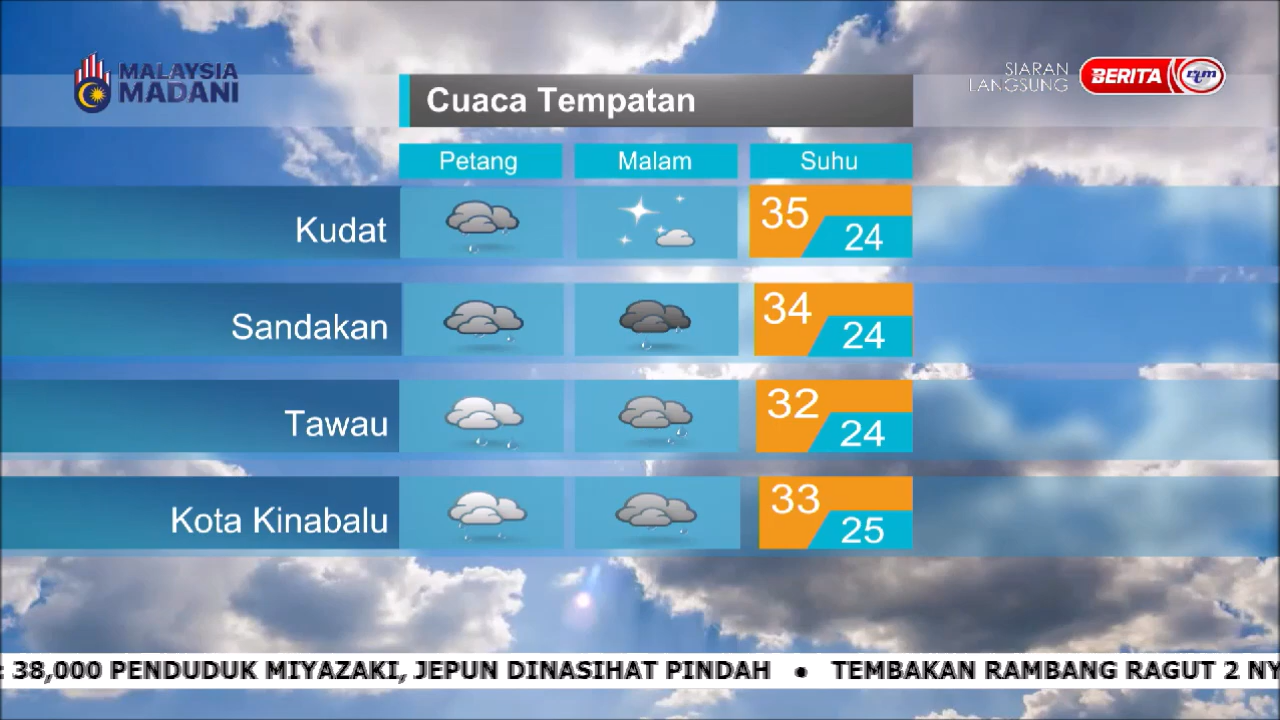 MALAYSIA
MADANI
Cuaca Tempatan
SIARAN
LANGSUNG
BERITA rtm
Petang Malam Suhu
Kudat 35 24
Sandakan 34 24
Tawau 32 24
Kota Kinabalu 33 25
: 38,000 PENDUDUK MIYAZAKI, JEPUN DINASIHAT PINDAH • TEMBAKAN RAMBANG RAGUT 2 NY